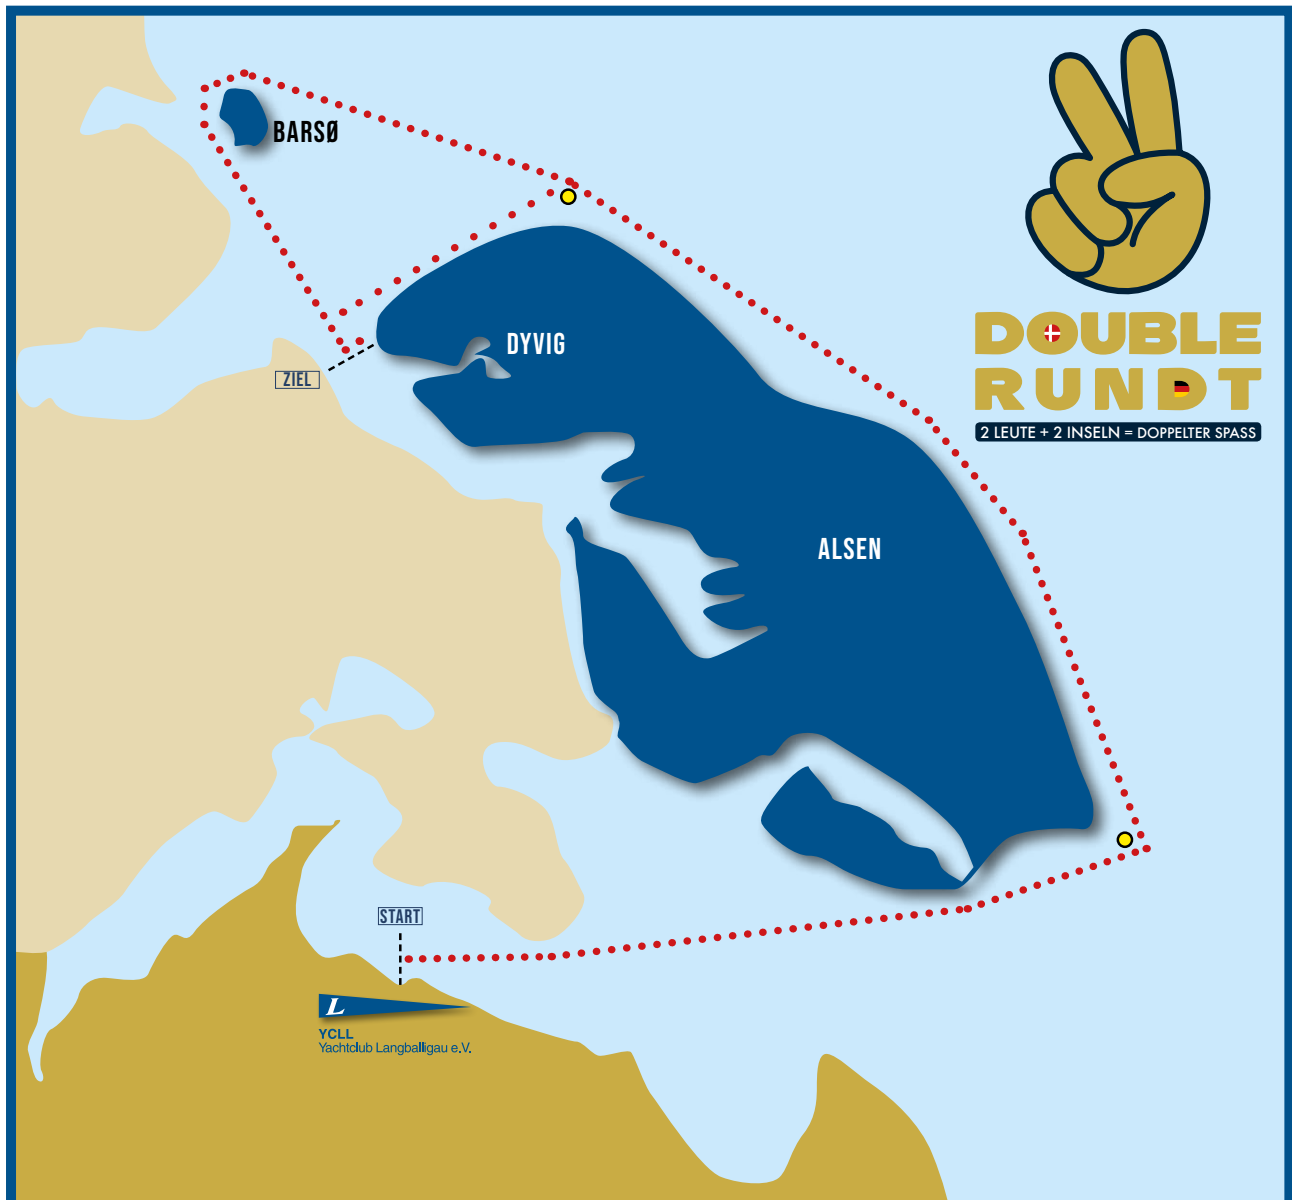 BARSØ
DYVIG
ZIEL
ALSEN
START
L
YCLL
Yachtclub Langballigau e.V.
DOUBLE
RUNDT
2 LEUTE + 2 INSELN = DOPPELTER SPASS